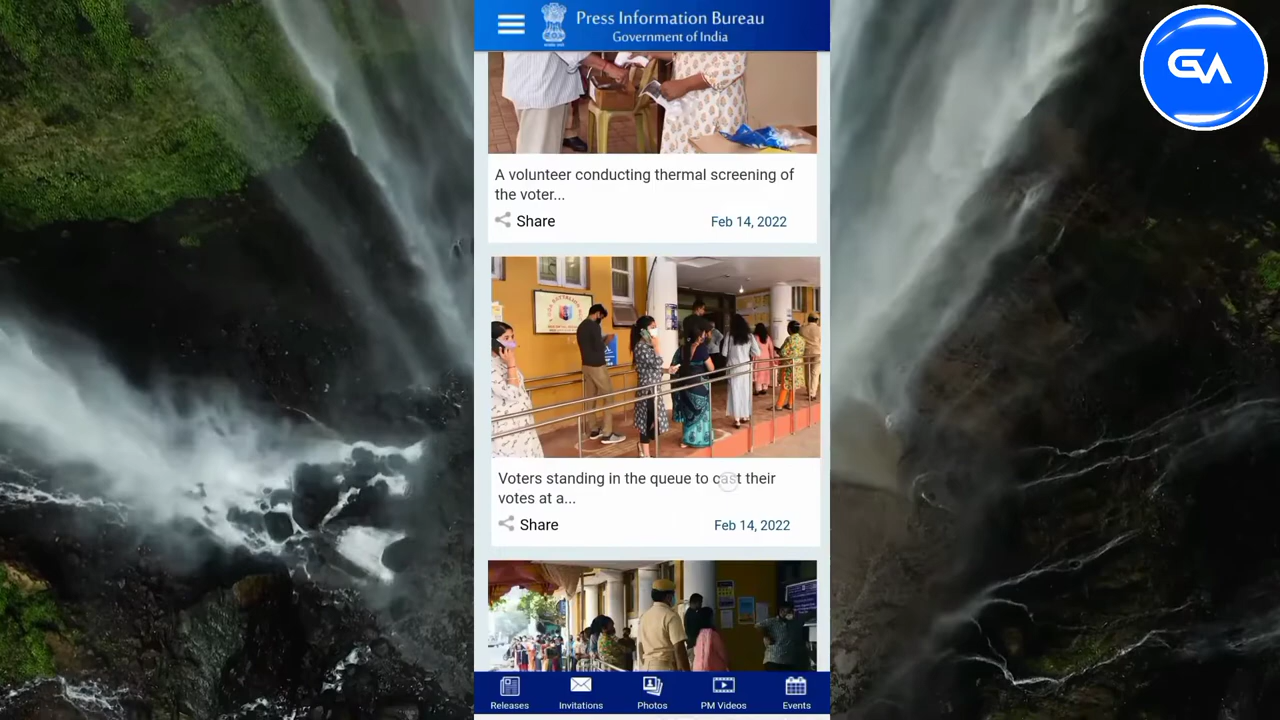 Press Information Bureau
Government of India
GA
A volunteer conducting thermal screening of
the voter...
Share
Feb 14, 2022
Voters standing in the queue to cast their
votes at a...
Share
Feb 14, 2022
Releases
Invitations
Photos
PM Videos
Events